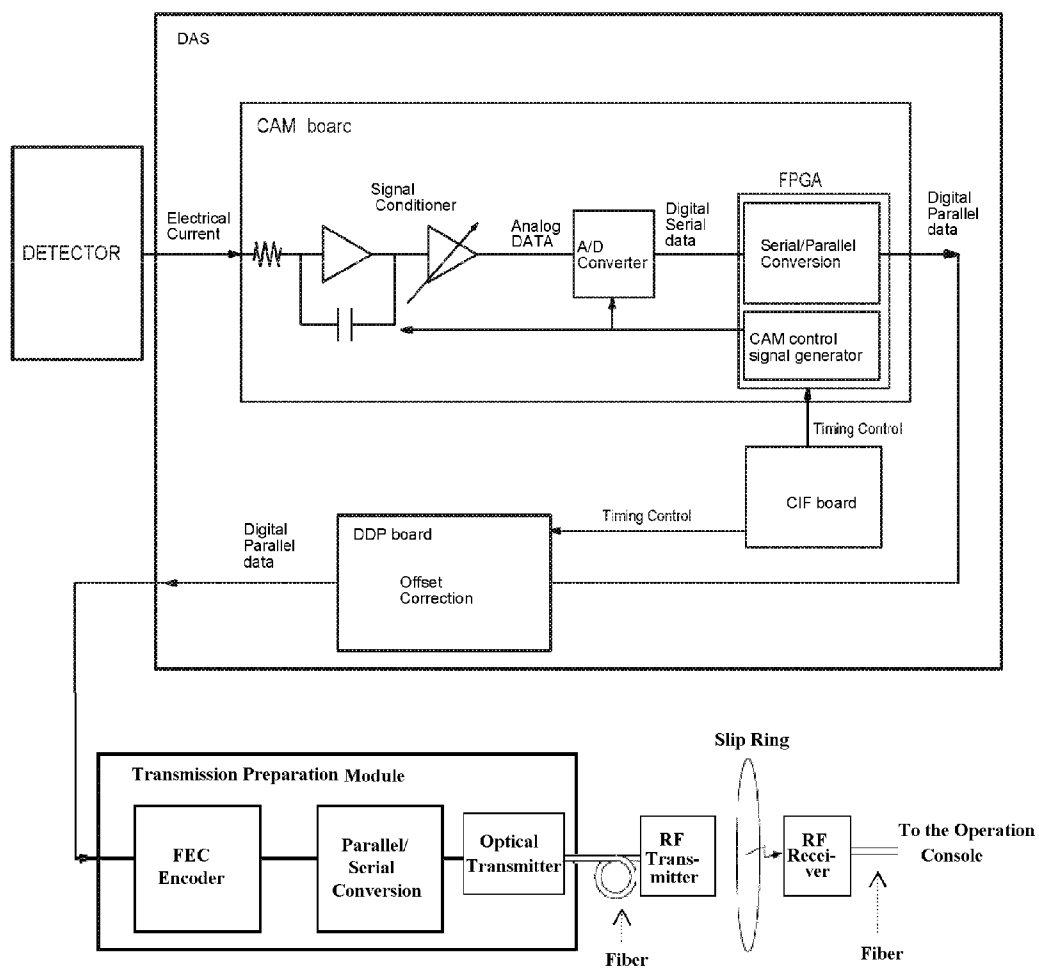 DAS
CAM board
FPGA
Signal
Conditioner
Electrical
Current
DETECTOR
Analog
DATA
A/D
Converter
Digital
Serial
data
Serial/Parallel
Conversion
Digital
Parallel
data
CAM control
signal generator
Timing Control
CIF board
Timing Control
DDP board
Offset
Correction
Digital
Parallel
data
Slip Ring
Transmission Preparation Module
FEC
Encoder
Parallel/
Serial
Conversion
Optical
Transmitter
RF
Trans-
mitter
RF
Recei-
ver
To the Operation
Console
Fiber
Fiber